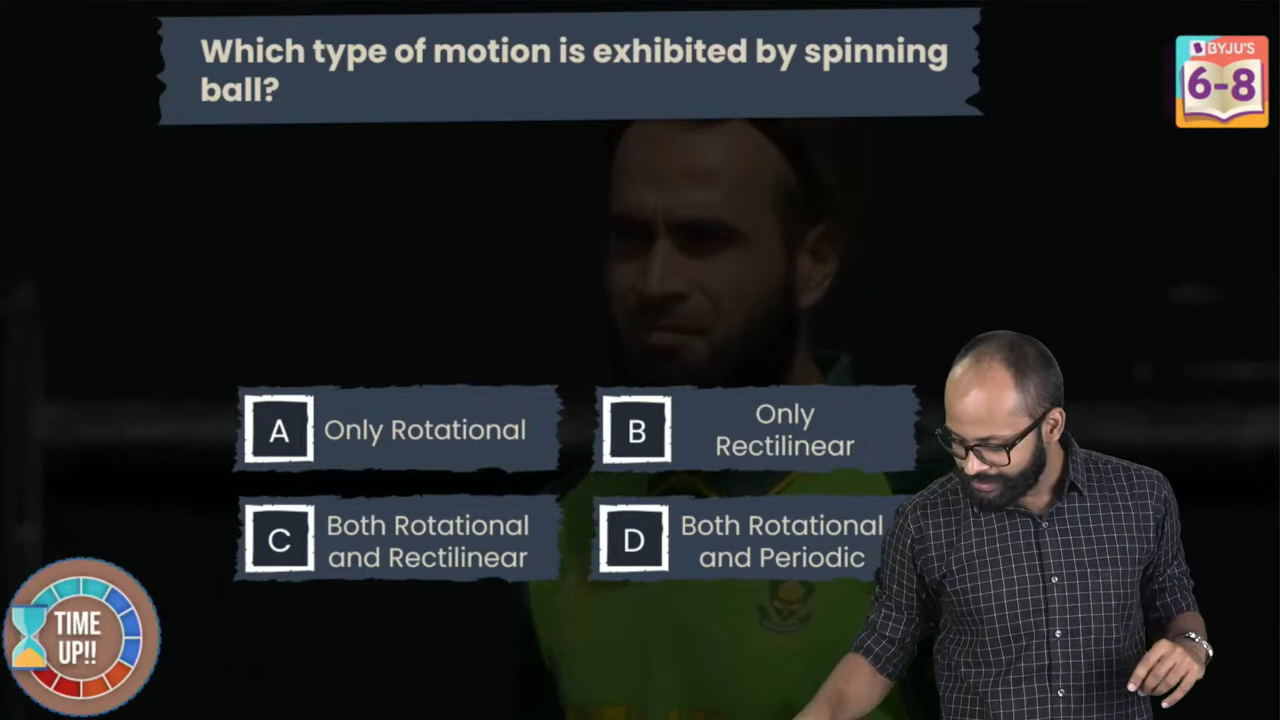 Which type of motion is exhibited by spinning
ball?
BYJU'S
6-8
A
Only Rotational
B
Only
Rectilinear
C
Both Rotational
and Rectilinear
D
Both Rotational
and Periodic
TIME
UP!!